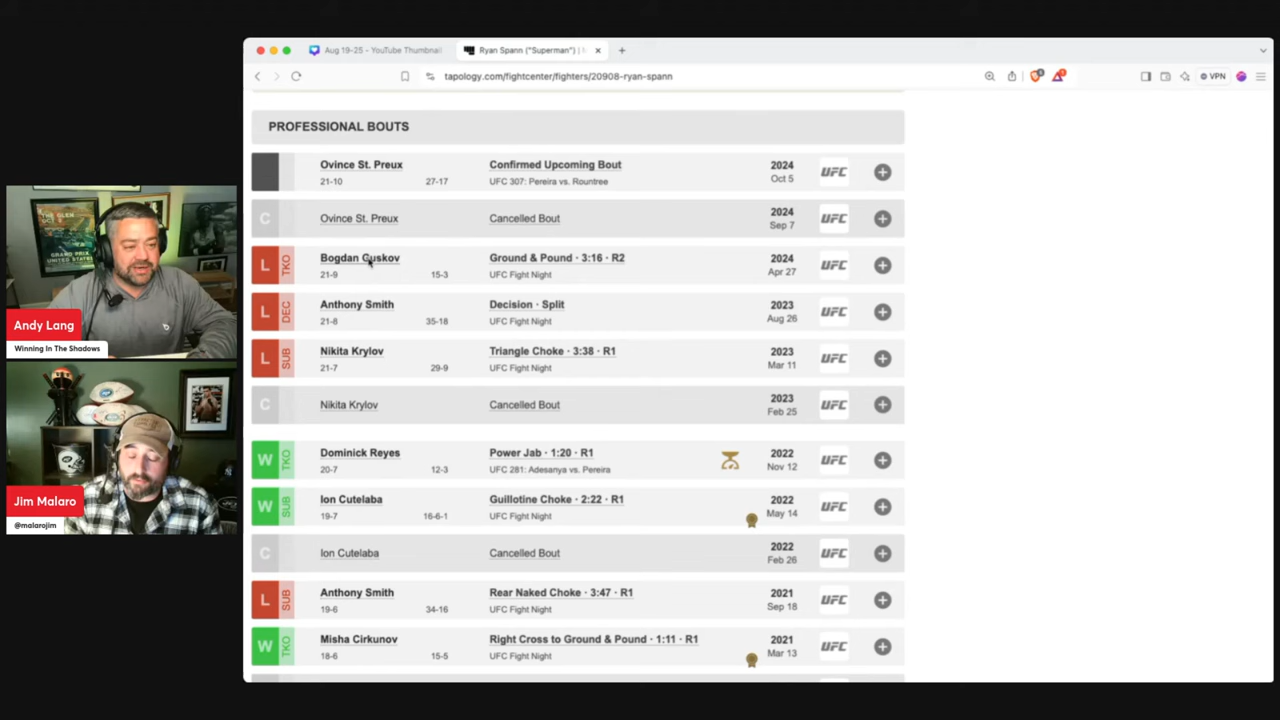 Aug 19-25 - YouTube Thumbnail
Ryan Spann ("Superman") |
tapology.com/fightcenter/fighters/20908-ryan-spann
VPN
PROFESSIONAL BOUTS
Ovince St. Preux Confirmed Upcoming Bout 2024 UFC
21-10 27-17 UFC 307: Pereira vs. Rountree Oct 5
C Ovince St. Preux Cancelled Bout 2024 UFC
Sep 7
L TKO Bogdan Guskov Ground & Pound · 3:16 · R2 2024 UFC
21-9 15-3 UFC Fight Night Apr 27
L DEC Anthony Smith Decision · Split 2023 UFC
21-8 35-18 UFC Fight Night Aug 26
L SUB Nikita Krylov Triangle Choke · 3:38 · R1 2023 UFC
21-7 29-9 UFC Fight Night Mar 11
C Nikita Krylov Cancelled Bout 2023 UFC
Feb 25
W TKO Dominick Reyes Power Jab · 1:20 · R1 2022 UFC
20-7 12-3 UFC 281: Adesanya vs. Pereira Nov 12
W SUB Ion Cutelaba Guillotine Choke · 2:22 · R1 2022 UFC
19-7 16-6-1 UFC Fight Night May 14
C Ion Cutelaba Cancelled Bout 2022 UFC
Feb 26
L SUB Anthony Smith Rear Naked Choke · 3:47 · R1 2021 UFC
19-6 34-16 UFC Fight Night Sep 18
W TKO Misha Cirkunov Right Cross to Ground & Pound · 1:11 · R1 2021 UFC
18-6 15-5 UFC Fight Night Mar 13
THE GLEN
GRAND PRIX
UNITED STATES
Andy Lang
Winning In The Shadows
Jim Malaro
@malarojim